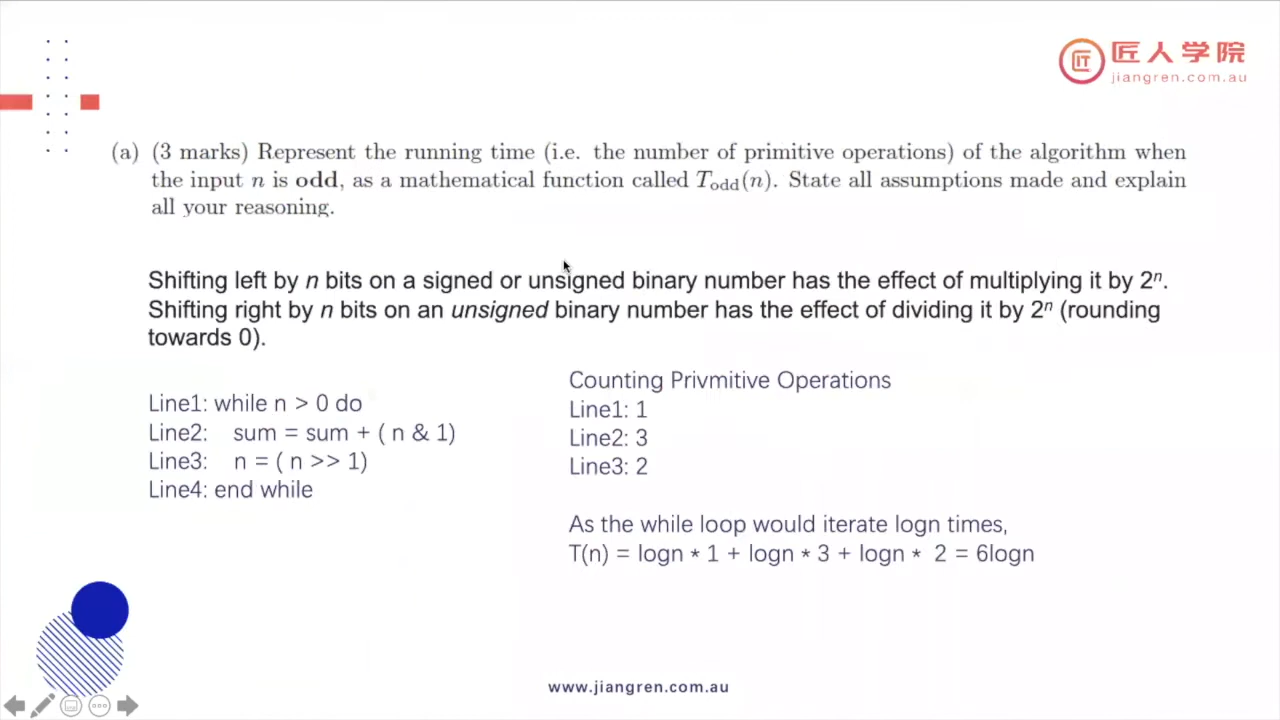 匠人学院
jiangren.com.au
(a) (3 marks) Represent the running time (i.e. the number of primitive operations) of the algorithm when
the input n is odd, as a mathematical function called T_odd(n). State all assumptions made and explain
all your reasoning.
Shifting left by n bits on a signed or unsigned binary number has the effect of multiplying it by 2ⁿ.
Shifting right by n bits on an unsigned binary number has the effect of dividing it by 2ⁿ (rounding
towards 0).
Line1: while n > 0 do
Line2: sum = sum + ( n & 1)
Line3: n = ( n >> 1)
Line4: end while
Counting Privmitive Operations
Line1: 1
Line2: 3
Line3: 2
As the while loop would iterate logn times,
T(n) = logn * 1 + logn * 3 + logn * 2 = 6logn
www.jiangren.com.au